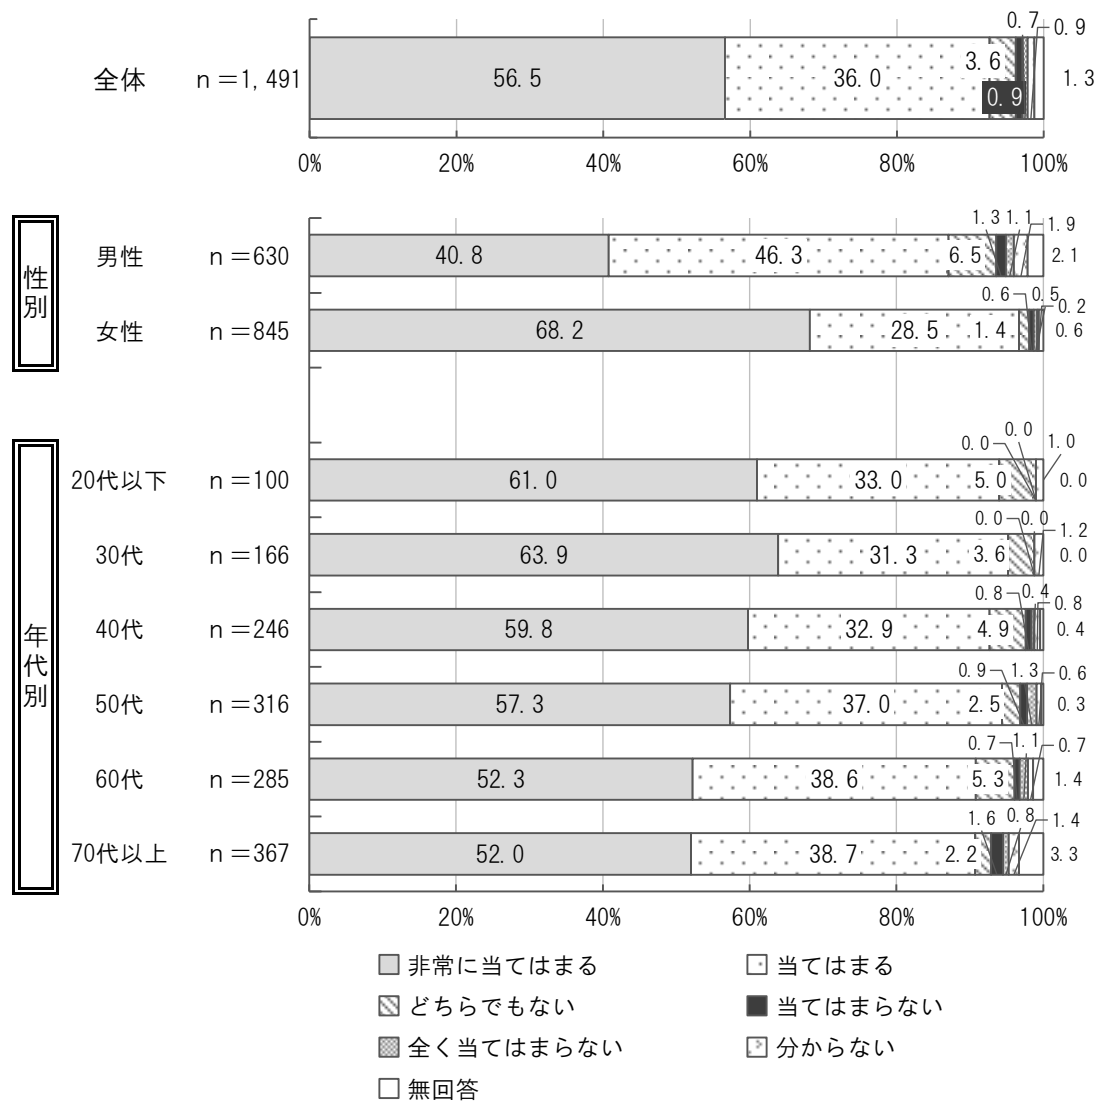 0.7 0.9
全体 n=1,491 56.5 36.0 3.6 0.9 1.3
0% 20% 40% 60% 80% 100%
性別
1.3 1.1 1.9
男性 n=630 40.8 46.3 6.5 2.1
0.6 0.5 0.2
女性 n=845 68.2 28.5 1.4 0.6
年代別
0.0 0.0 1.0
20代以下 n=100 61.0 33.0 5.0 0.0
0.0 0.0 1.2
30代 n=166 63.9 31.3 3.6 0.0
0.8 0.4 0.8
40代 n=246 59.8 32.9 4.9 0.4
0.9 1.3 0.6
50代 n=316 57.3 37.0 2.5 0.3
0.7 1.1 0.7
60代 n=285 52.3 38.6 5.3 1.4
1.6 0.8 1.4
70代以上 n=367 52.0 38.7 2.2 3.3
0% 20% 40% 60% 80% 100%
非常に当てはまる 当てはまる
どちらでもない 当てはまらない
全く当てはまらない 分からない
無回答